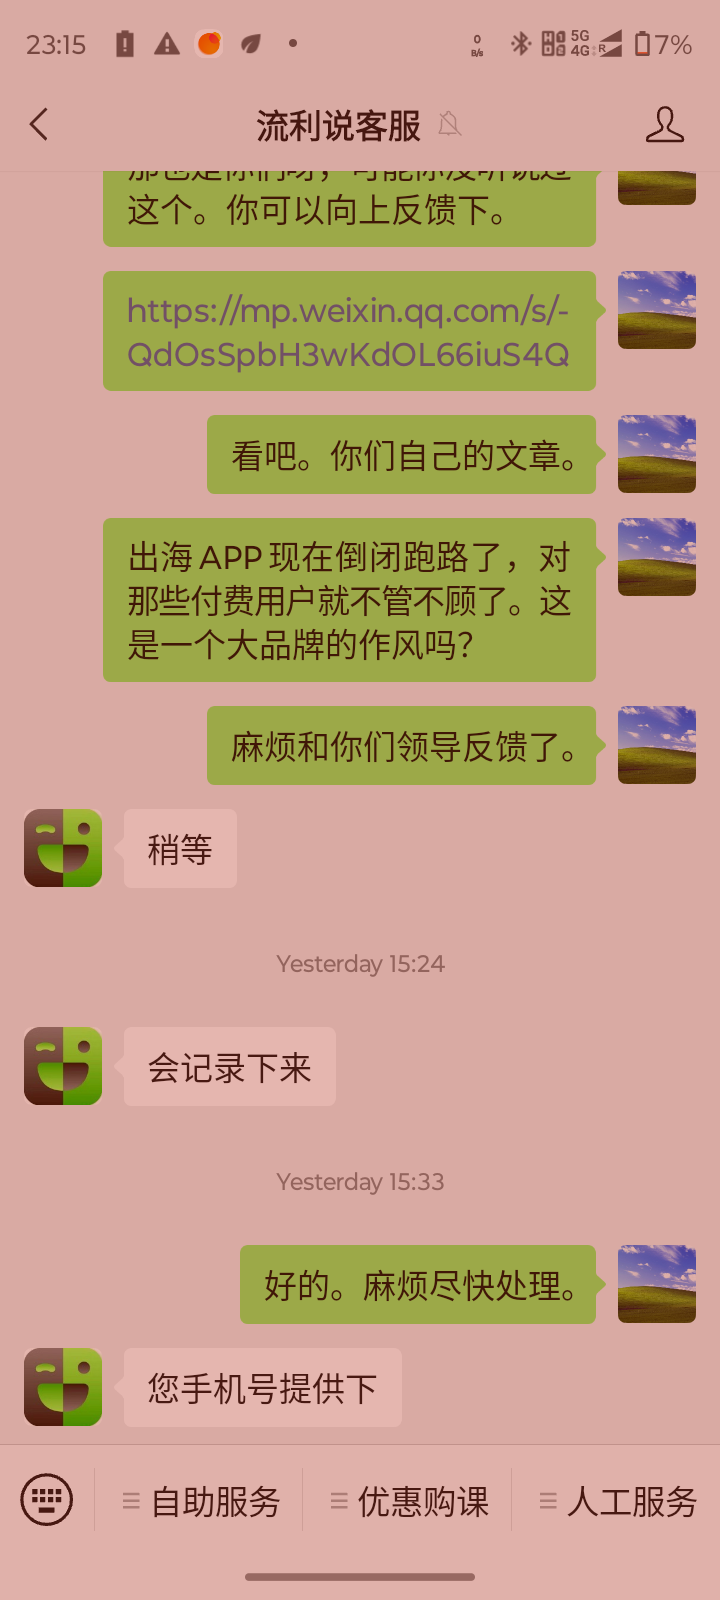 23:15
0
B/s
5G
4G
R
7%
流利说客服
这个。你可以向上反馈下。
https://mp.weixin.qq.com/s/-
QdOsSpbH3wKdOL66iuS4Q
看吧。你们自己的文章。
出海 APP 现在倒闭跑路了，对
那些付费用户就不管不顾了。这
是一个大品牌的作风吗？
麻烦和你们领导反馈了。
稍等
Yesterday 15:24
会记录下来
Yesterday 15:33
好的。麻烦尽快处理。
您手机号提供下
自助服务
优惠购课
人工服务